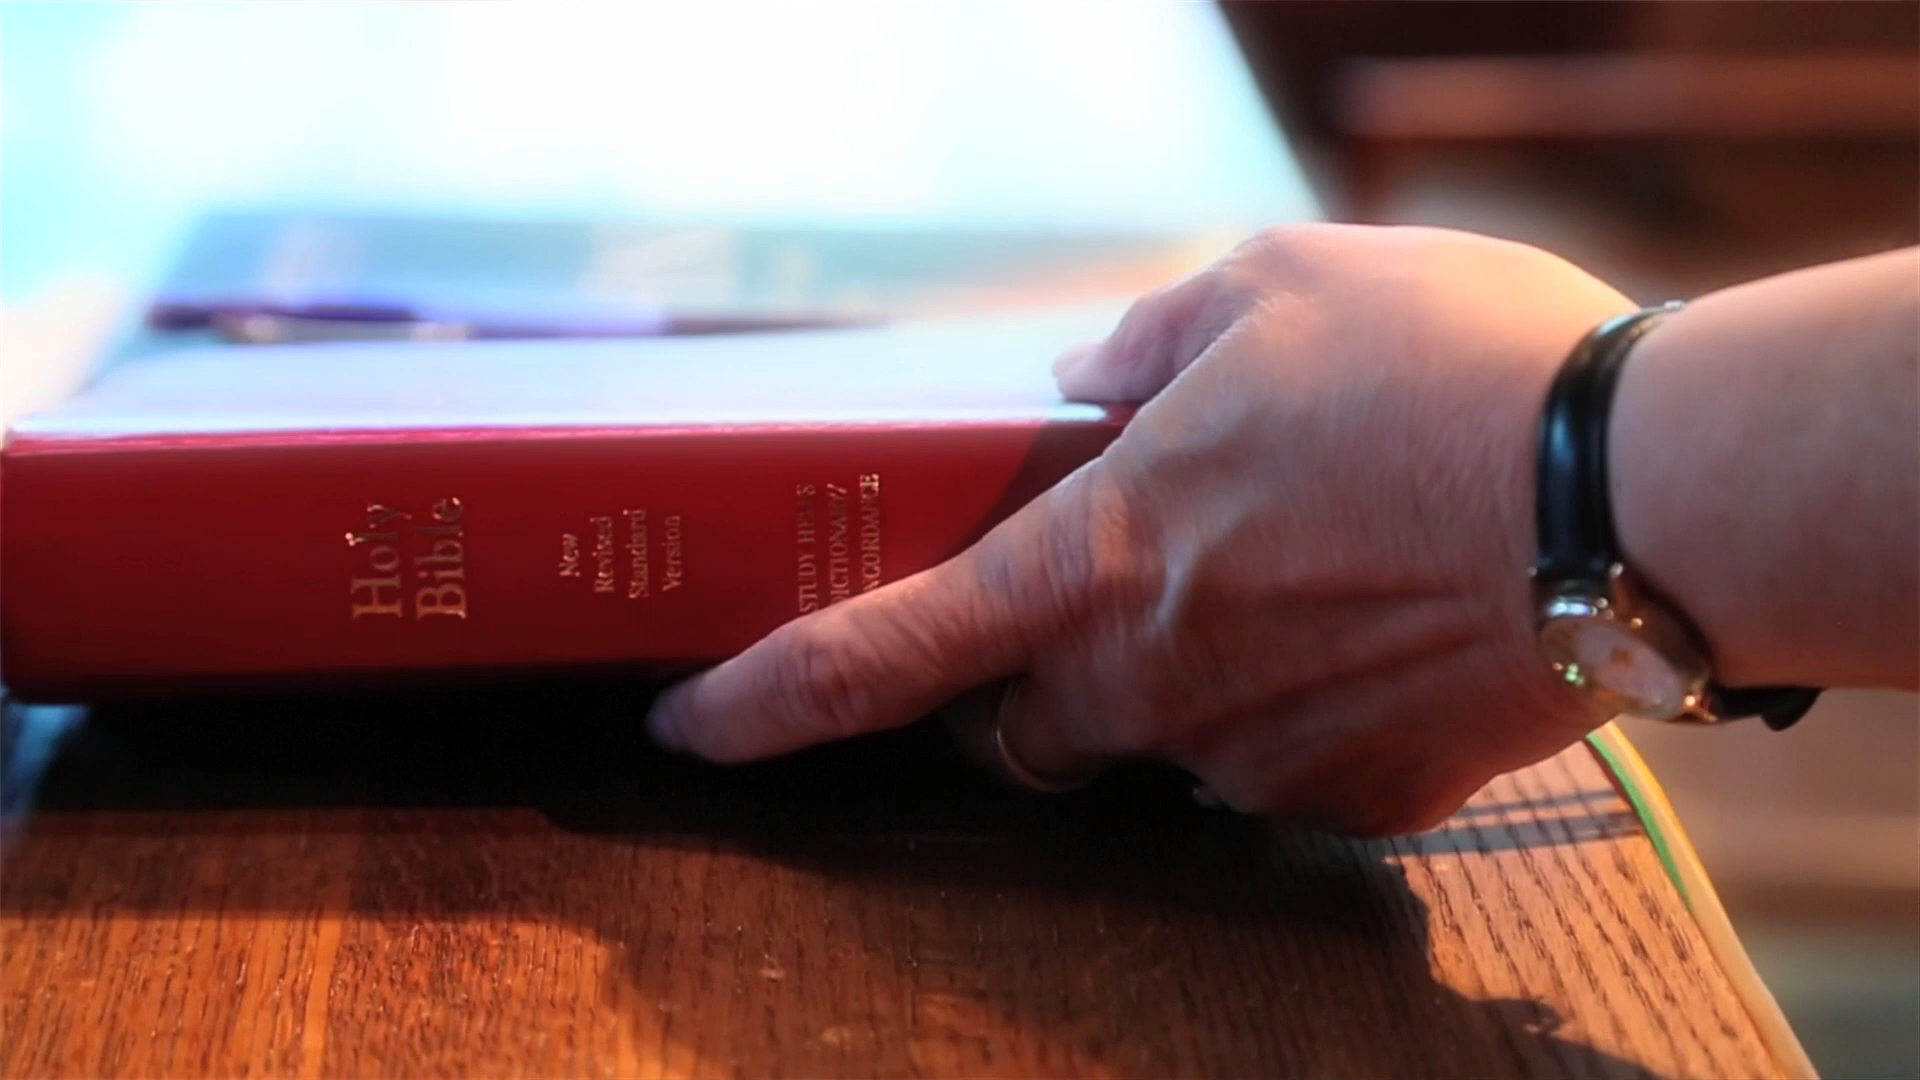 Holy
Bible
New
Revised
Standard
Version
STUDY HELPS
DICTIONARY/
CONCORDANCE